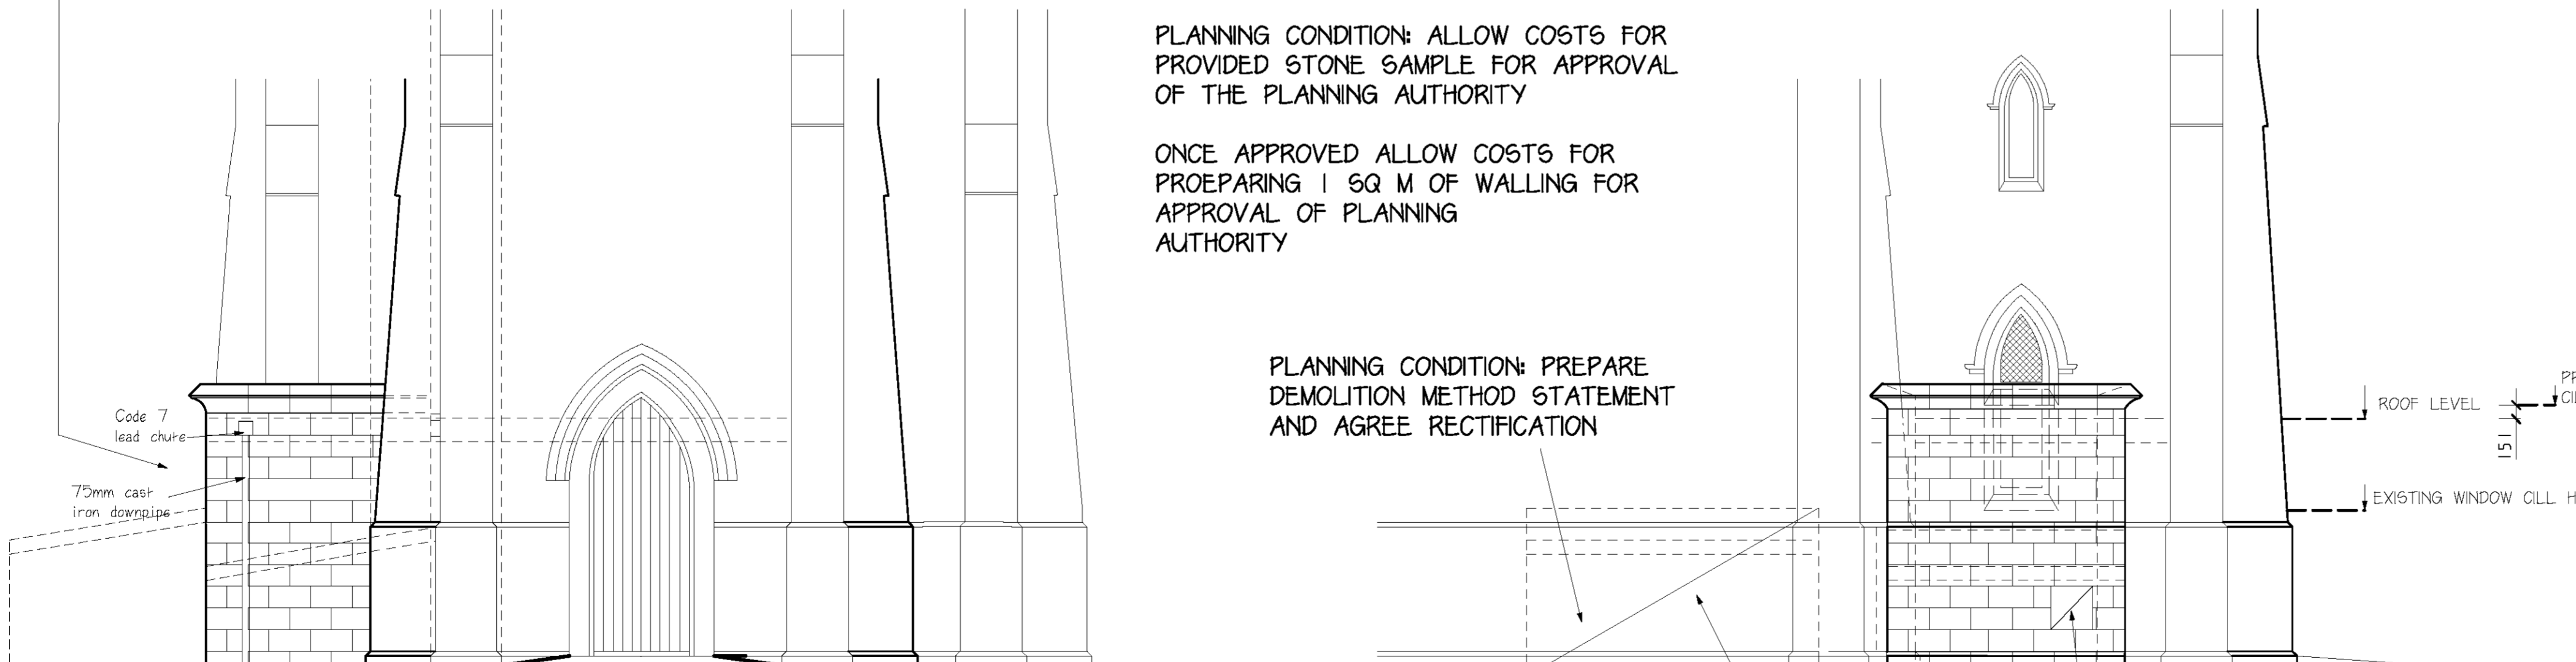 PLANNING CONDITION: ALLOW COSTS FOR
PROVIDED STONE SAMPLE FOR APPROVAL
OF THE PLANNING AUTHORITY
ONCE APPROVED ALLOW COSTS FOR
PROEPARING 1 SQ M OF WALLING FOR
APPROVAL OF PLANNING
AUTHORITY
PLANNING CONDITION: PREPARE
DEMOLITION METHOD STATEMENT
AND AGREE RECTIFICATION
Code 7
lead chute
75mm cast
iron downpipe
ROOF LEVEL
151
EXISTING WINDOW CILL